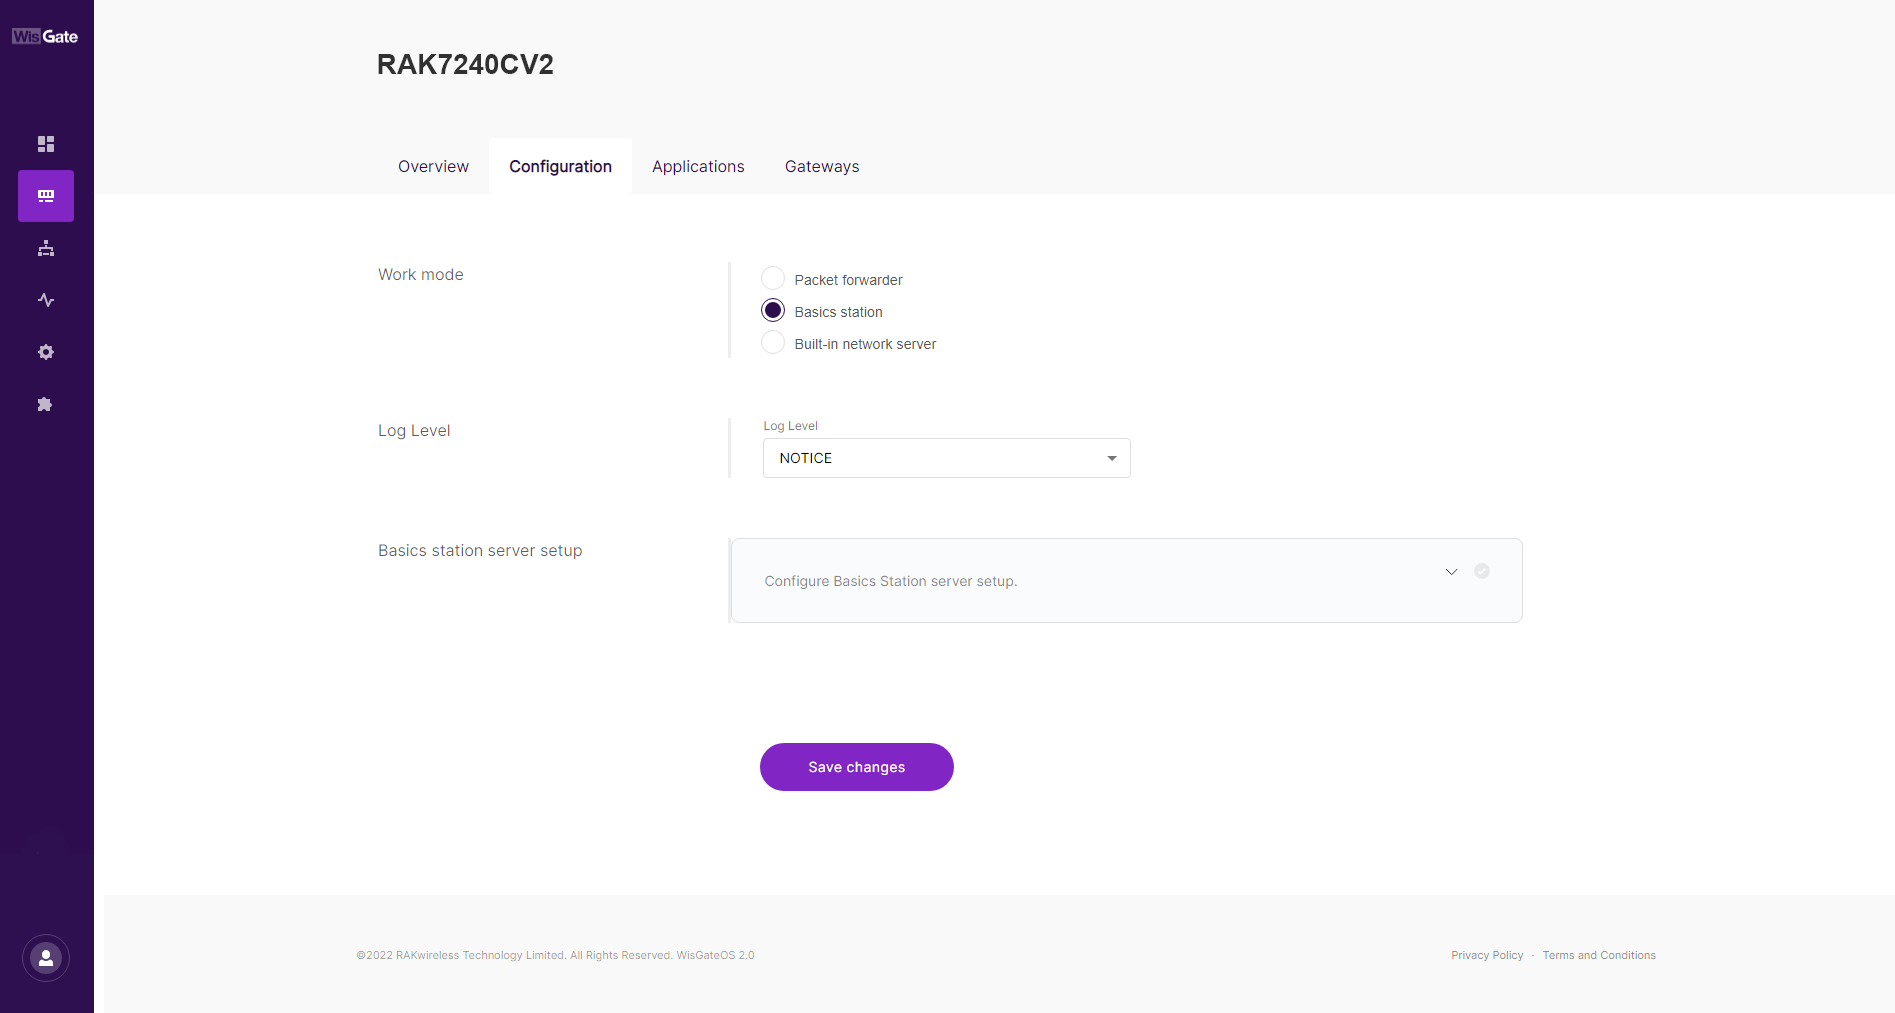 WisGate
RAK7240CV2
Overview
Configuration
Applications
Gateways
Work mode
Packet forwarder
Basics station
Built-in network server
Log Level
Log Level
NOTICE
Basics station server setup
Configure Basics Station server setup.
Save changes
©2022 RAKwireless Technology Limited. All Rights Reserved. WisGateOS 2.0
Privacy Policy · Terms and Conditions